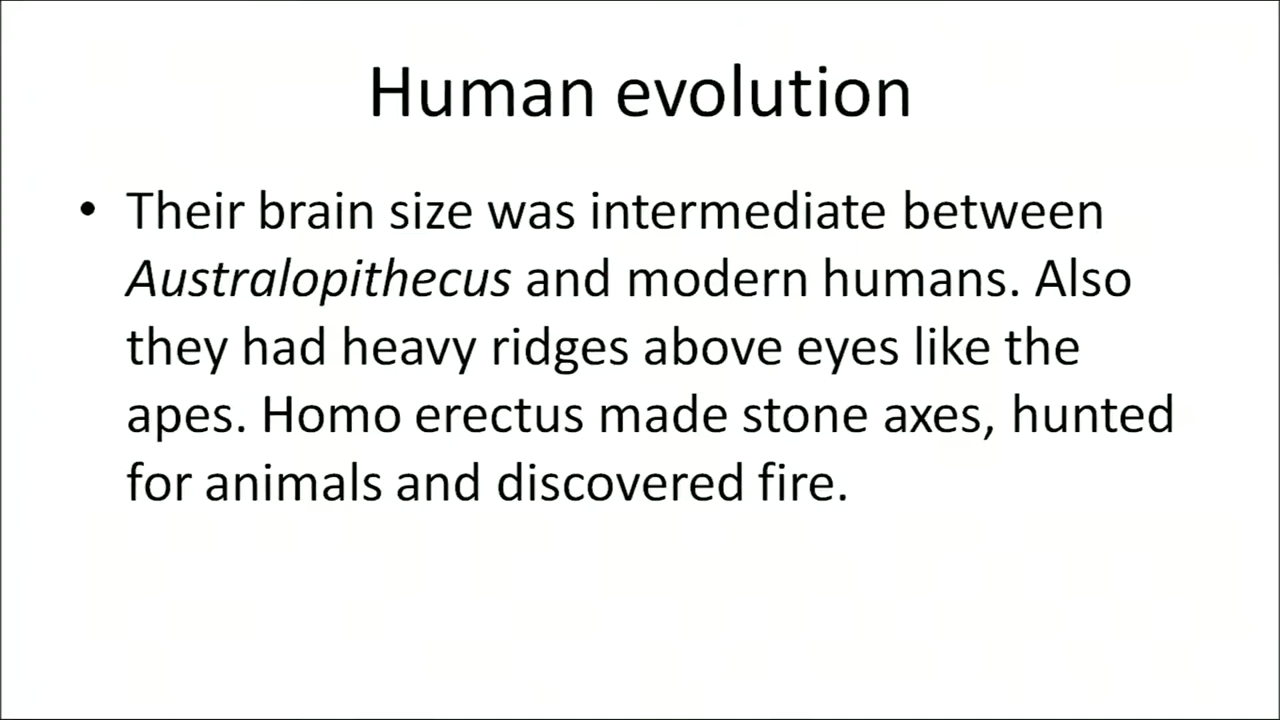 Human evolution
• Their brain size was intermediate between
Australopithecus and modern humans. Also
they had heavy ridges above eyes like the
apes. Homo erectus made stone axes, hunted
for animals and discovered fire.